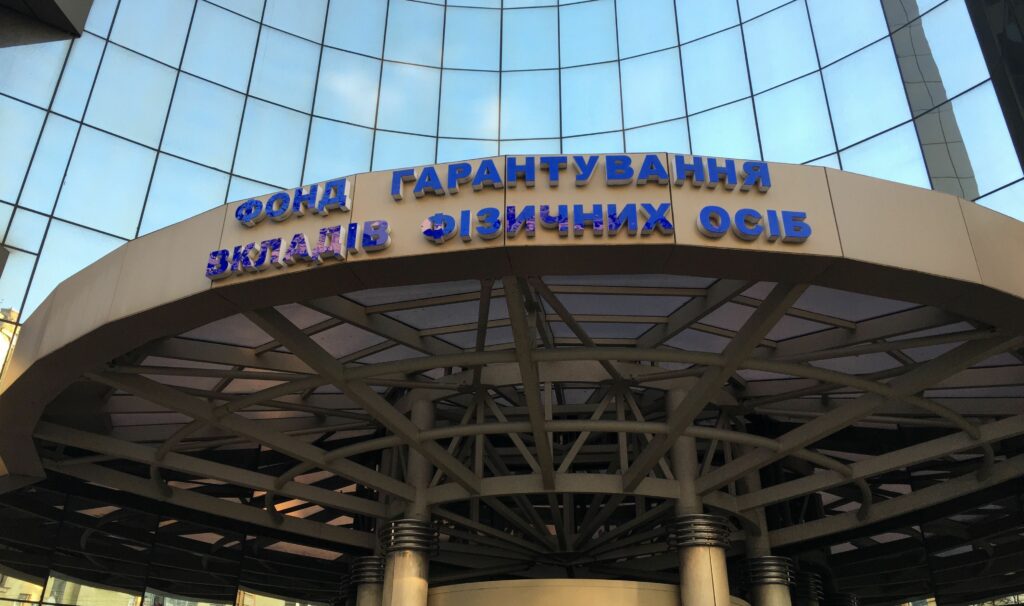 ФОНД ГАРАНТУВАННЯ
ВКЛАДІВ ФІЗИЧНИХ ОСІБ